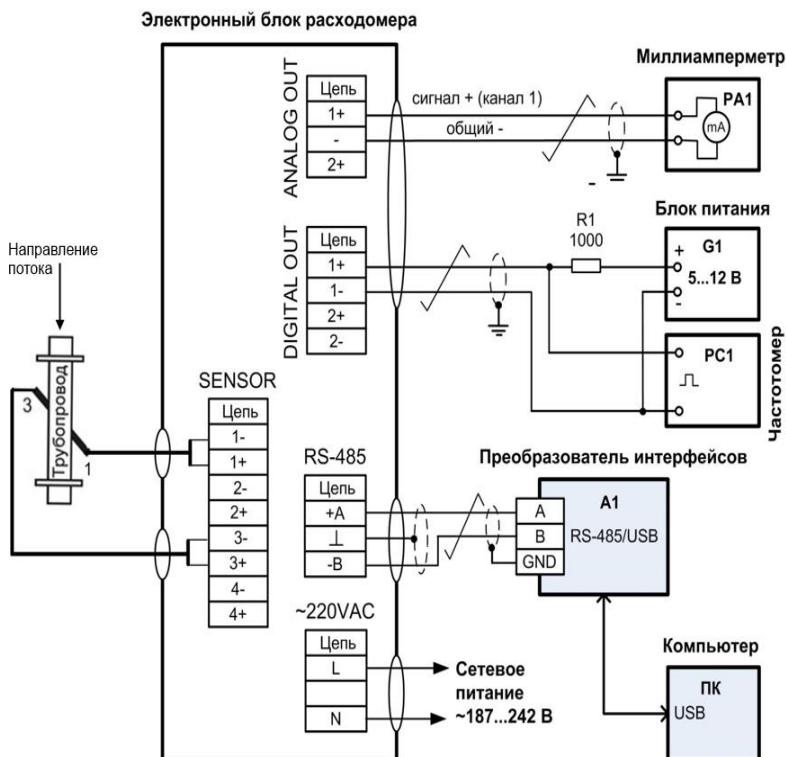 Электронный блок расходомера
ANALOG OUT
Цепь
1+
-
2+
сигнал + (канал 1)
общий -
-
Миллиамперметр
PA1
mA
DIGITAL OUT
Цепь
1+
1-
2+
2-
R1
1000
Блок питания
+
G1
5...12 В
-
PC1
Частотомер
Направление
потока
Трубопровод
3
1
SENSOR
Цепь
1-
1+
2-
2+
3-
3+
4-
4+
RS-485
Цепь
+A
⊥
-B
Преобразователь интерфейсов
A
B
GND
A1
RS-485/USB
~220VAC
Цепь
L
N
Сетевое
питание
~187...242 В
Компьютер
ПК
USB